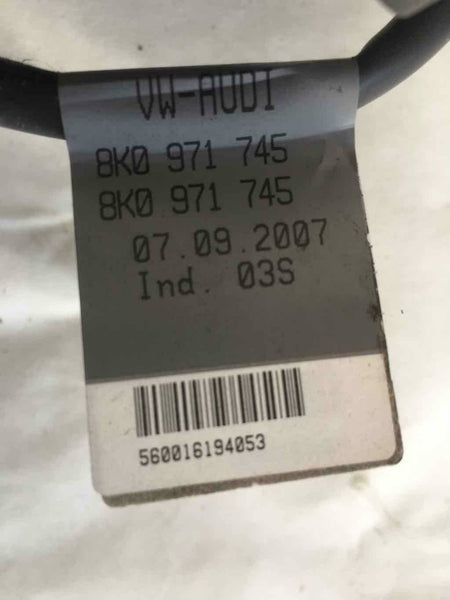 VW-AUDI
8K0 971 745
8K0 971 745
07.09.2007
Ind. 03S
560016194053